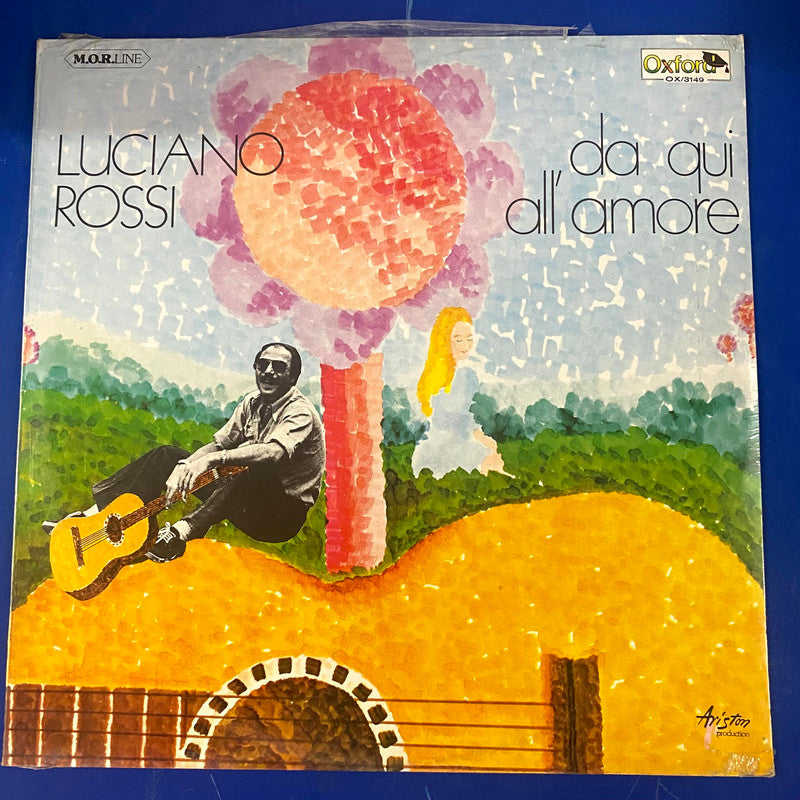 M.O.R.LINE
Oxford
OX/3149
LUCIANO
ROSSI
da qui
all'amore
Ariston
production